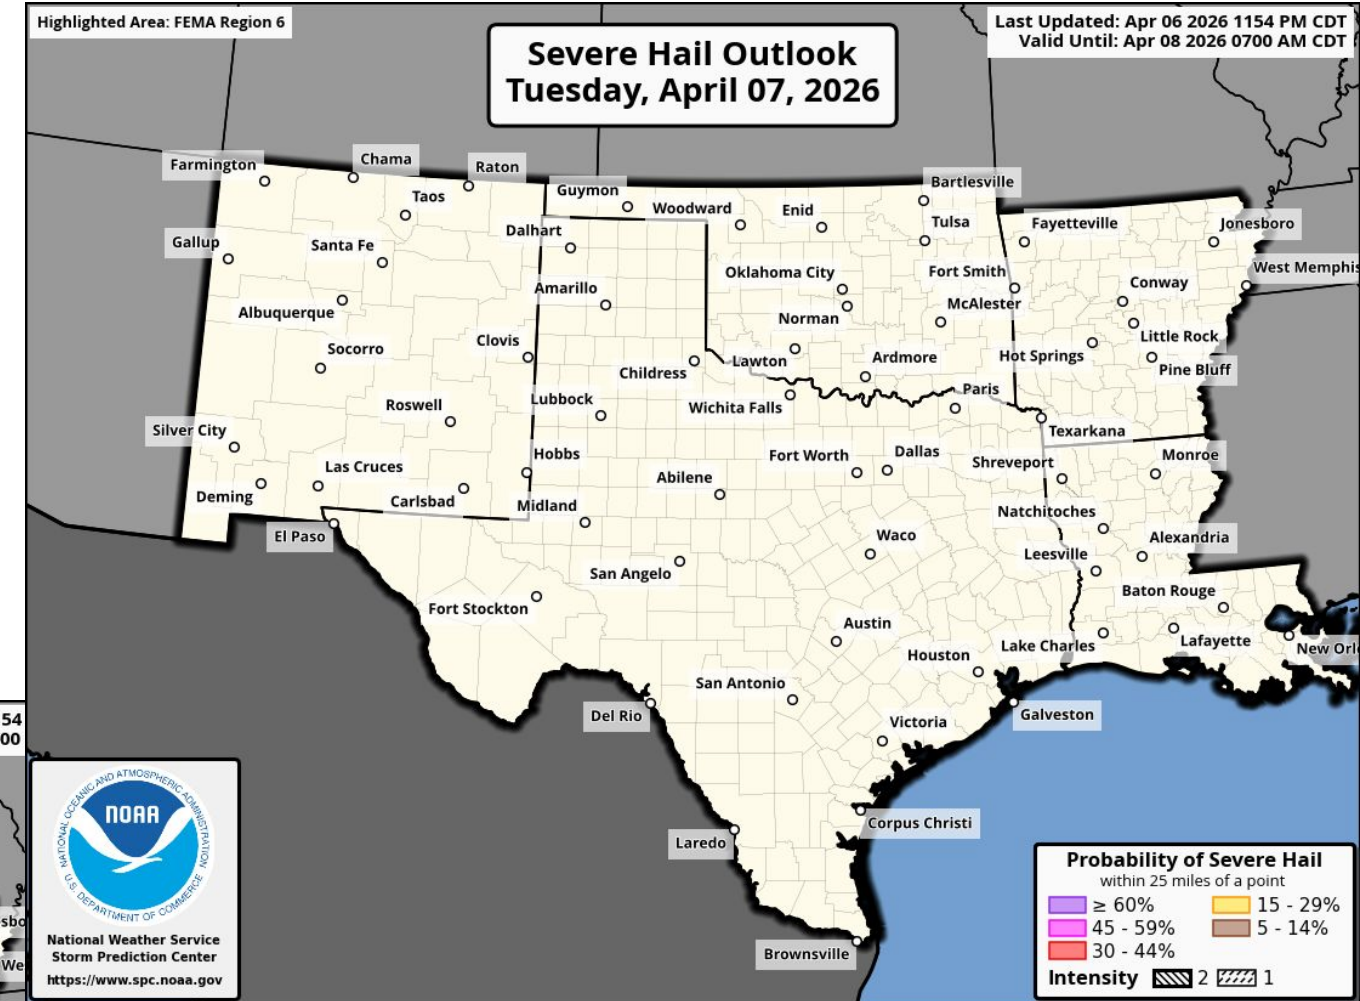 Highlighted Area: FEMA Region 6
Severe Hail Outlook
Tuesday, April 07, 2026
Last Updated: Apr 06 2026 1154 PM CDT
Valid Until: Apr 08 2026 0700 AM CDT
Farmington
Chama
Raton
Taos
Guymon
Woodward
Enid
Bartlesville
Tulsa
Fayetteville
Jonesboro
Gallup
Santa Fe
Dalhart
Oklahoma City
Fort Smith
West Memphis
Albuquerque
Amarillo
Norman
McAlester
Conway
Socorro
Clovis
Childress
Lawton
Ardmore
Hot Springs
Little Rock
Pine Bluff
Roswell
Lubbock
Wichita Falls
Paris
Texarkana
Silver City
Las Cruces
Hobbs
Abilene
Fort Worth
Dallas
Shreveport
Monroe
Deming
Carlsbad
Midland
Natchitoches
El Paso
San Angelo
Waco
Leesville
Alexandria
Fort Stockton
Austin
Baton Rouge
Houston
Lake Charles
Lafayette
New Orl
San Antonio
Del Rio
Victoria
Galveston
Laredo
Corpus Christi
Brownsville
54
00
sbo
We
NATIONAL OCEANIC AND ATMOSPHERIC ADMINISTRATION
NOAA
U.S. DEPARTMENT OF COMMERCE
National Weather Service
Storm Prediction Center
https://www.spc.noaa.gov
Probability of Severe Hail
within 25 miles of a point
≥ 60%
15 - 29%
45 - 59%
5 - 14%
30 - 44%
Intensity 2 1